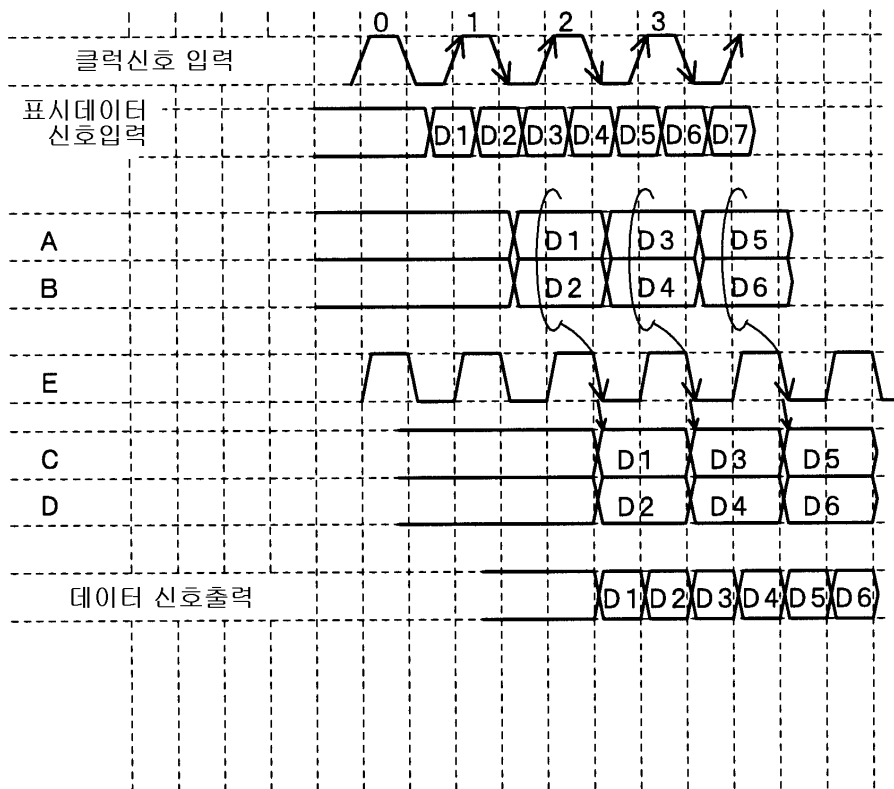 0 1 2 3
클럭신호 입력
표시데이터
신호입력
D1 D2 D3 D4 D5 D6 D7
A D1 D3 D5
B D2 D4 D6
E
C D1 D3 D5
D D2 D4 D6
데이터 신호출력 D1 D2 D3 D4 D5 D6